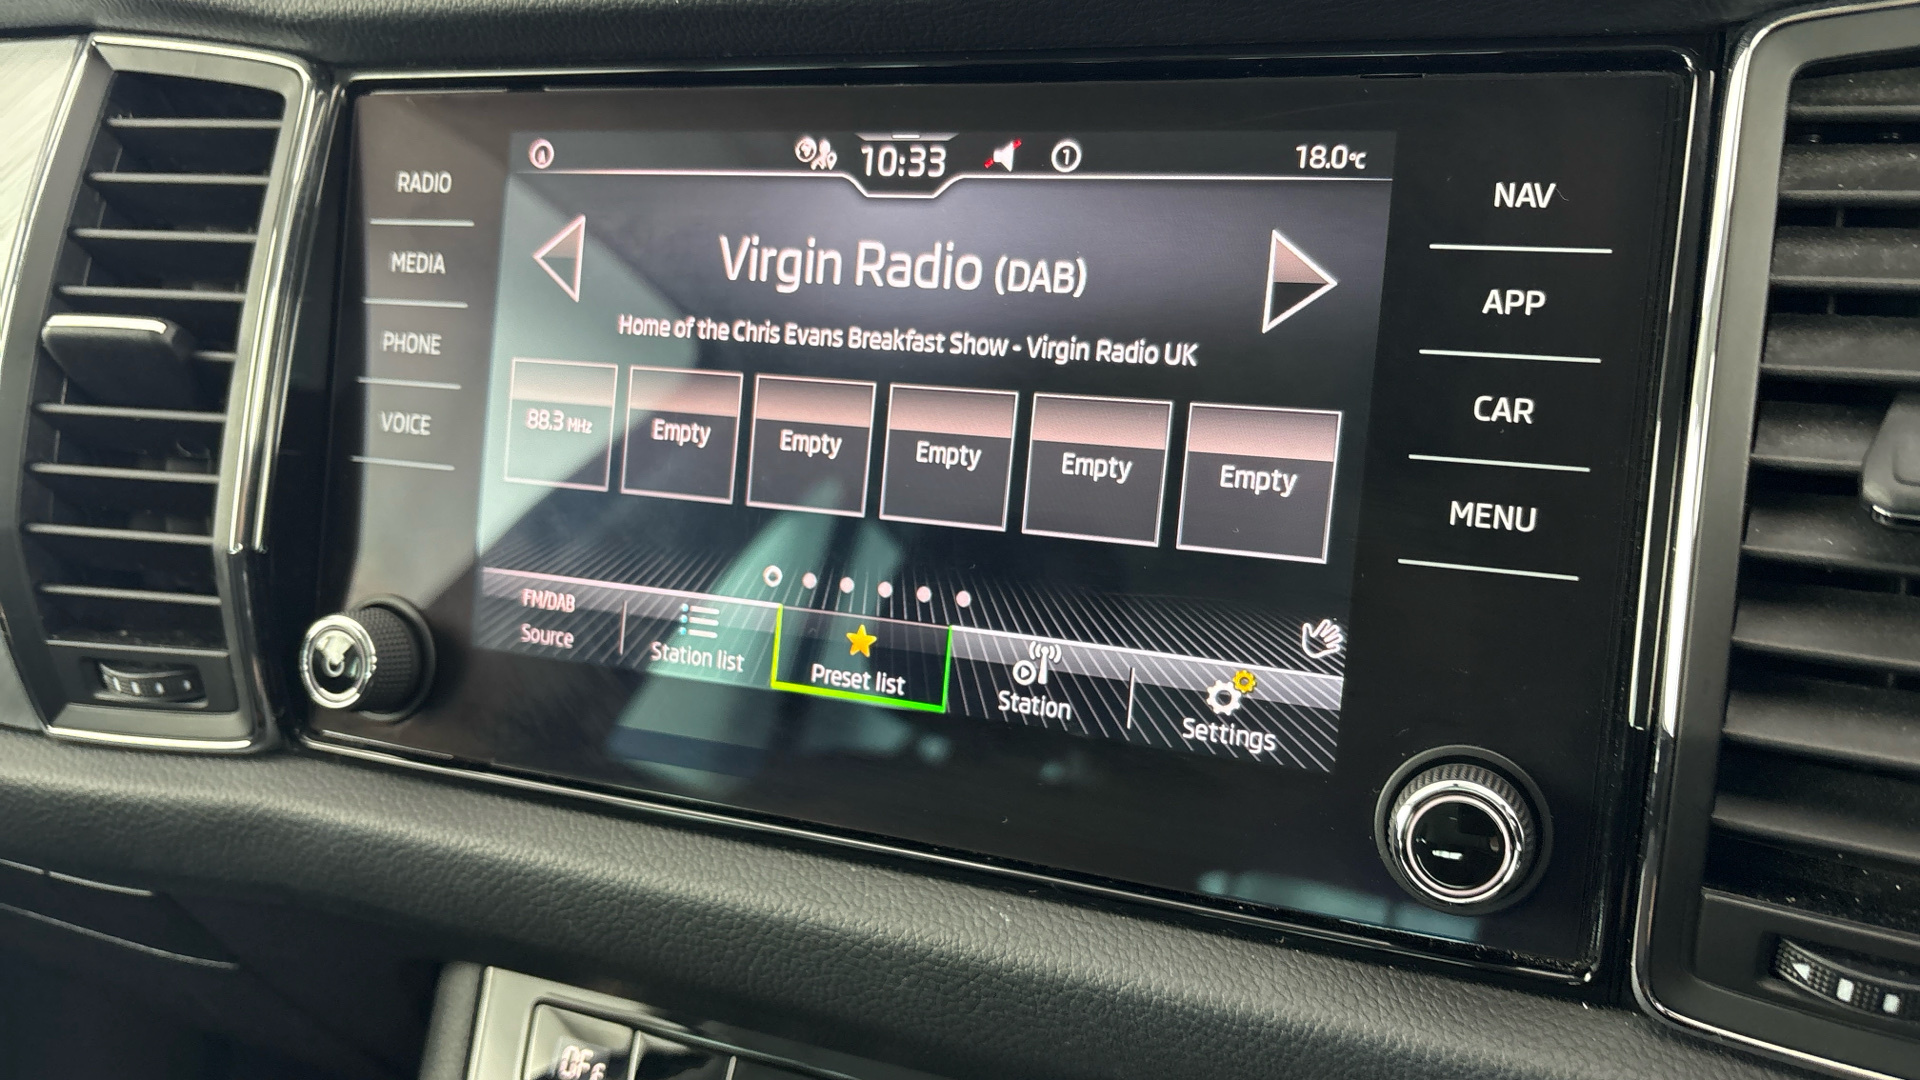 10:33
1
18.0°C
RADIO
MEDIA
PHONE
VOICE
Virgin Radio (DAB)
Home of the Chris Evans Breakfast Show - Virgin Radio UK
88.3 MHz
Empty
Empty
Empty
Empty
Empty
FM/DAB
Source
Station list
Preset list
Station
Settings
NAV
APP
CAR
MENU
OFF